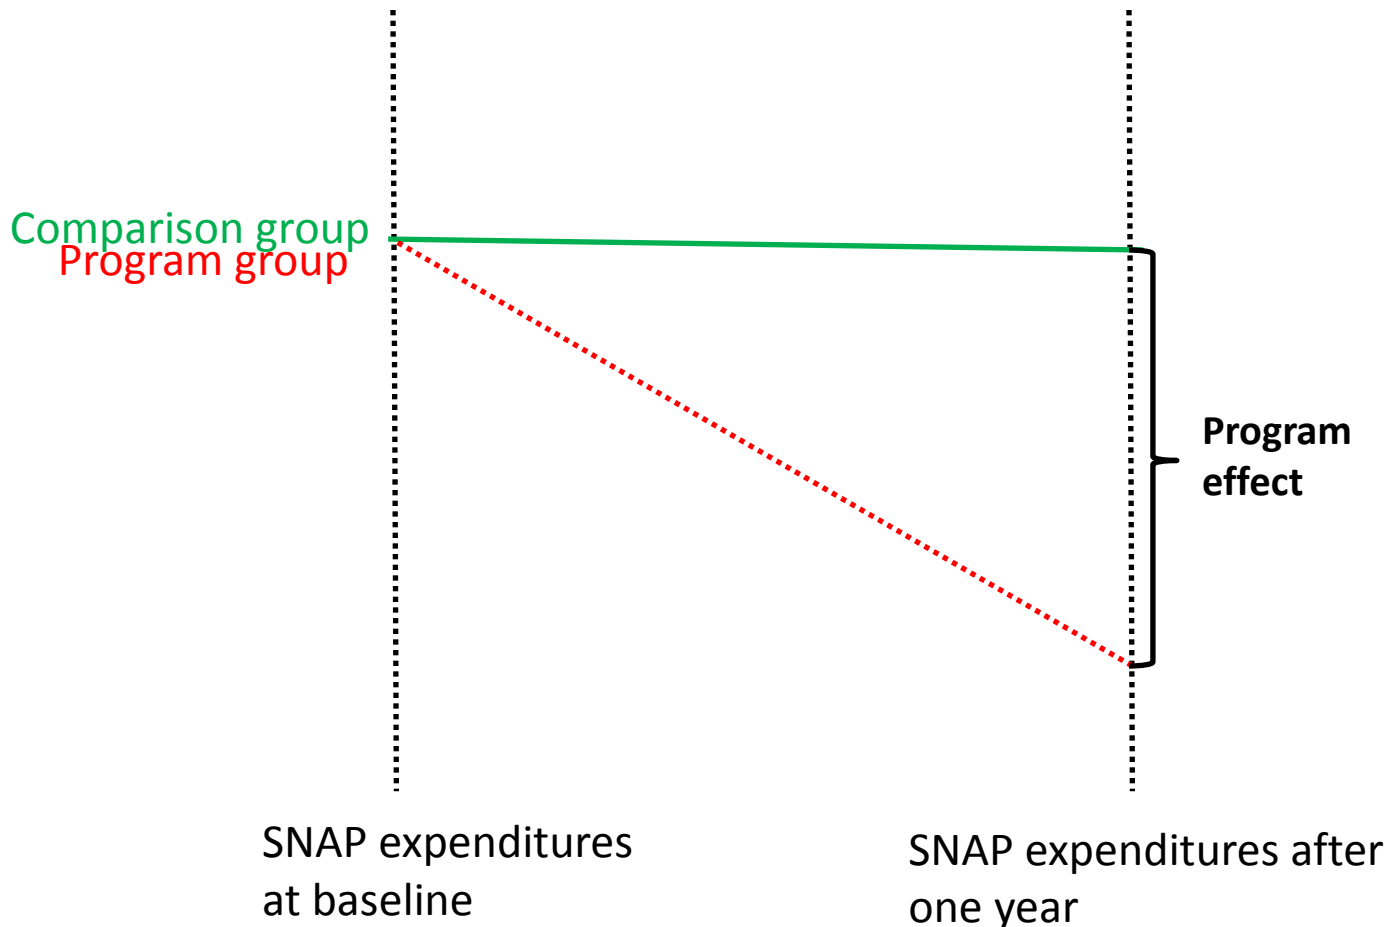 Comparison group
Program group
Program
effect
SNAP expenditures
at baseline
SNAP expenditures after
one year